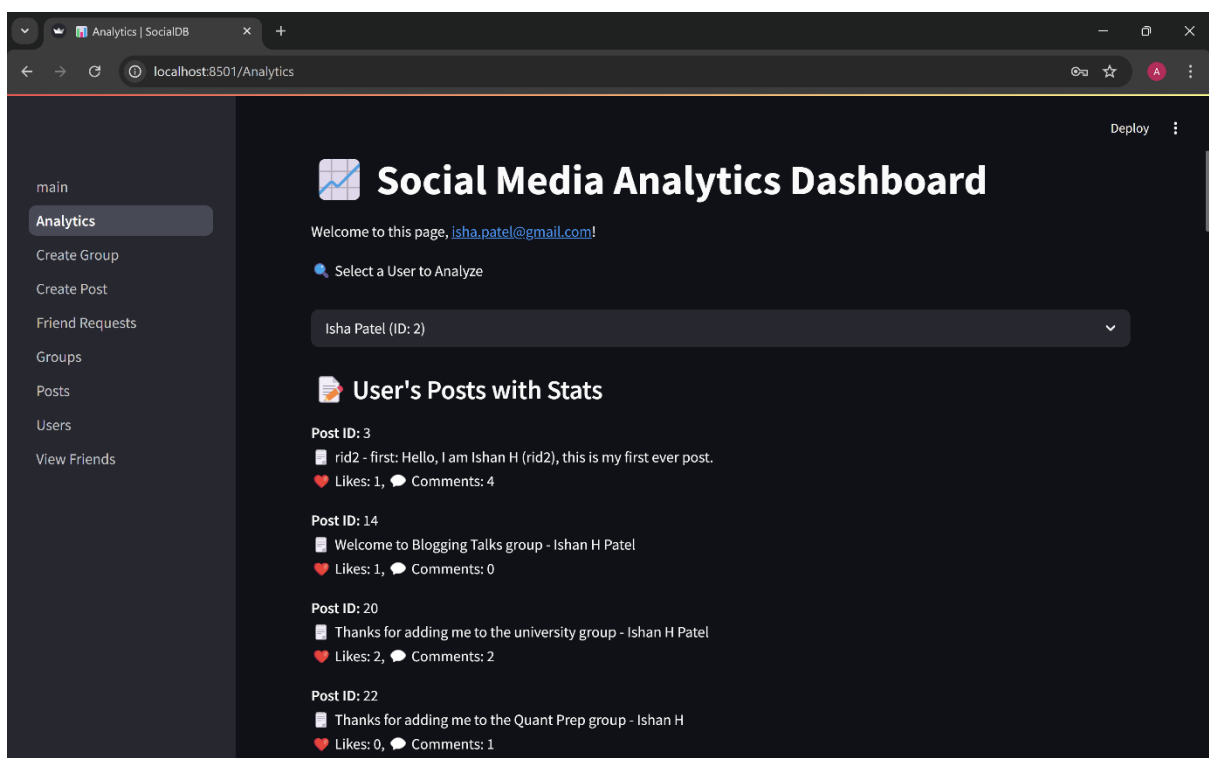 Analytics | SocialDB
localhost:8501/Analytics
A
Deploy
main
Analytics
Create Group
Create Post
Friend Requests
Groups
Posts
Users
View Friends
Social Media Analytics Dashboard
Welcome to this page, isha.patel@gmail.com!
Select a User to Analyze
Isha Patel (ID: 2)
User's Posts with Stats
Post ID: 3
rid2 - first: Hello, I am Ishan H (rid2), this is my first ever post.
Likes: 1, Comments: 4
Post ID: 14
Welcome to Blogging Talks group - Ishan H Patel
Likes: 1, Comments: 0
Post ID: 20
Thanks for adding me to the university group - Ishan H Patel
Likes: 2, Comments: 2
Post ID: 22
Thanks for adding me to the Quant Prep group - Ishan H
Likes: 0, Comments: 1